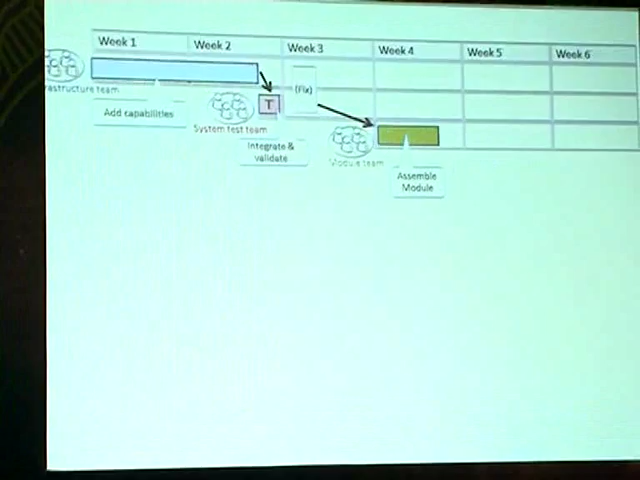 Week 1 Week 2 Week 3 Week 4 Week 5 Week 6
rastructure team
(Fix)
Add capabilities
T
System test team
Integrate &
validate
Module team
Assemble
Module